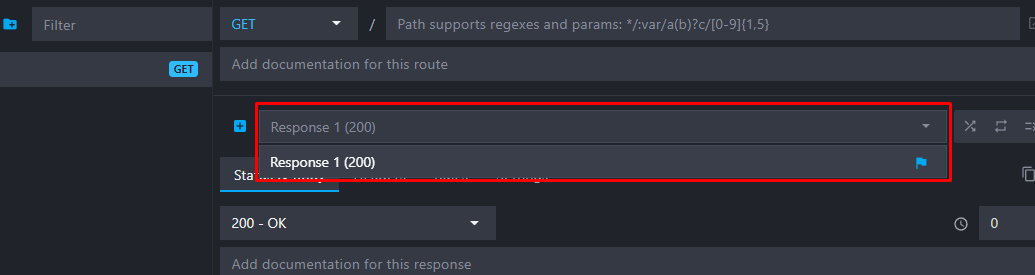 Filter
GET / Path supports regexes and params: */:var/a(b)?c/[0-9]{1,5}
GET
Add documentation for this route
Response 1 (200)
Response 1 (200)
200 - OK
0
Add documentation for this response